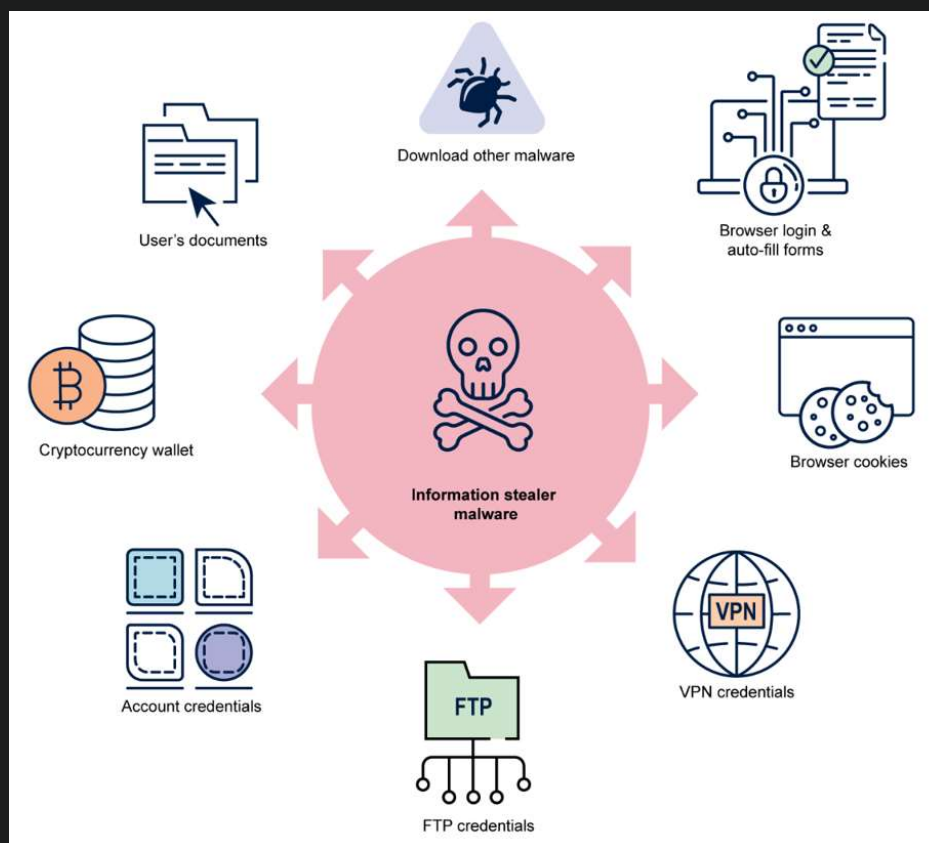 Download other malware
User's documents
Browser login &
auto-fill forms
Cryptocurrency wallet
Information stealer
malware
Browser cookies
Account credentials
VPN
VPN credentials
FTP
FTP credentials